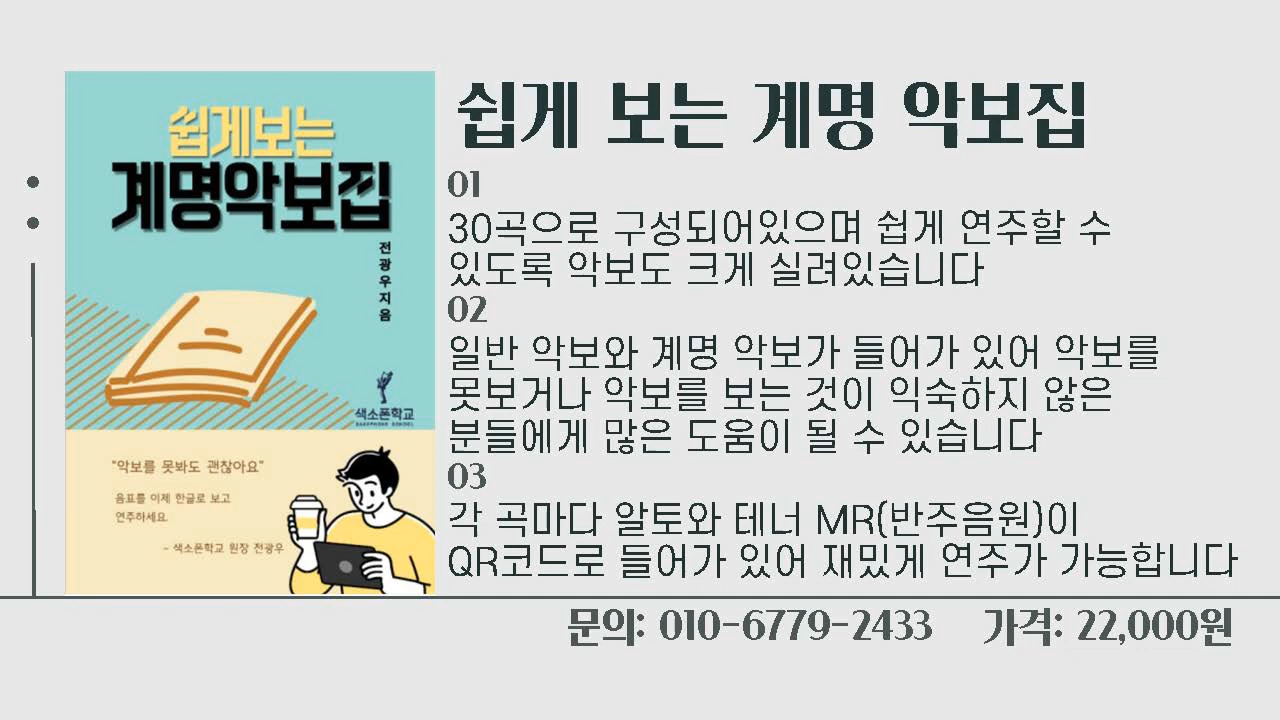 쉽게보는
계명악보집
전광우지음
색소폰학교
SAXOPHONE SCHOOL
"악보를 못봐도 괜찮아요"
음표를 이제 한글로 보고
연주하세요.
- 색소폰학교 원장 전광우
쉽게 보는 계명 악보집
01
30곡으로 구성되어있으며 쉽게 연주할 수
있도록 악보도 크게 실려있습니다
02
일반 악보와 계명 악보가 들어가 있어 악보를
못보거나 악보를 보는 것이 익숙하지 않은
분들에게 많은 도움이 될 수 있습니다
03
각 곡마다 알토와 테너 MR(반주음원)이
QR코드로 들어가 있어 재밌게 연주가 가능합니다
문의: 010-6779-2433 가격: 22,000원